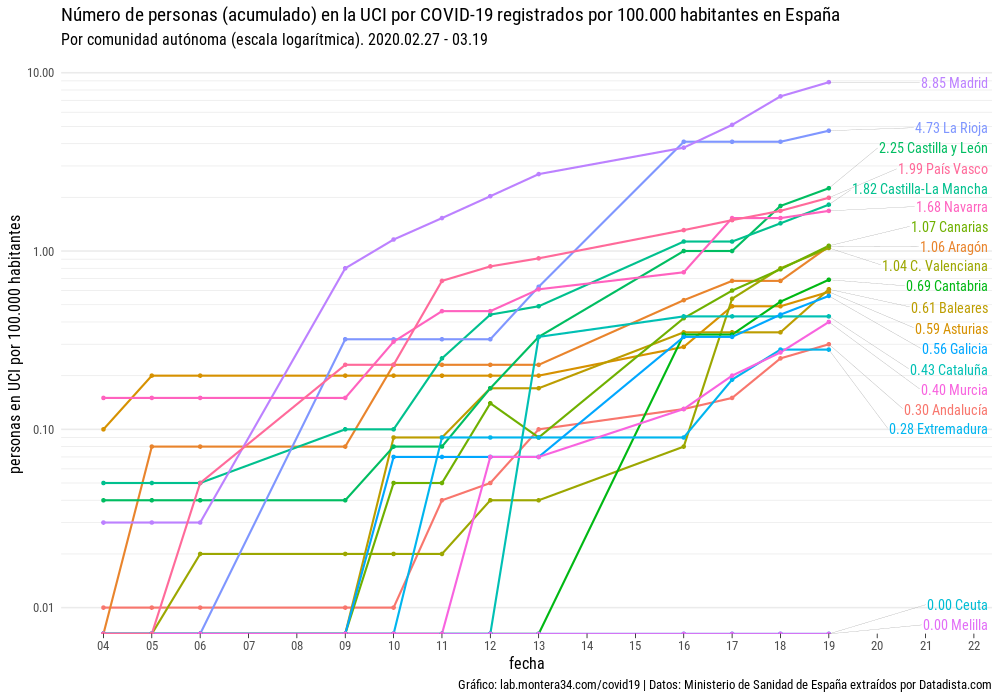 Número de personas (acumulado) en la UCI por COVID-19 registrados por 100.000 habitantes en España
Por comunidad autónoma (escala logarítmica). 2020.02.27 - 03.19
personas en UCI por 100.000 habitantes
10.00
1.00
0.10
0.01
8.85 Madrid
4.73 La Rioja
2.25 Castilla y León
1.99 País Vasco
1.82 Castilla-La Mancha
1.68 Navarra
1.07 Canarias
1.06 Aragón
1.04 C. Valenciana
0.69 Cantabria
0.61 Baleares
0.59 Asturias
0.56 Galicia
0.43 Cataluña
0.40 Murcia
0.30 Andalucía
0.28 Extremadura
0.00 Ceuta
0.00 Melilla
04 05 06 07 08 09 10 11 12 13 14 15 16 17 18 19 20 21 22
fecha
Gráfico: lab.montera34.com/covid19 | Datos: Ministerio de Sanidad de España extraídos por Datadista.com